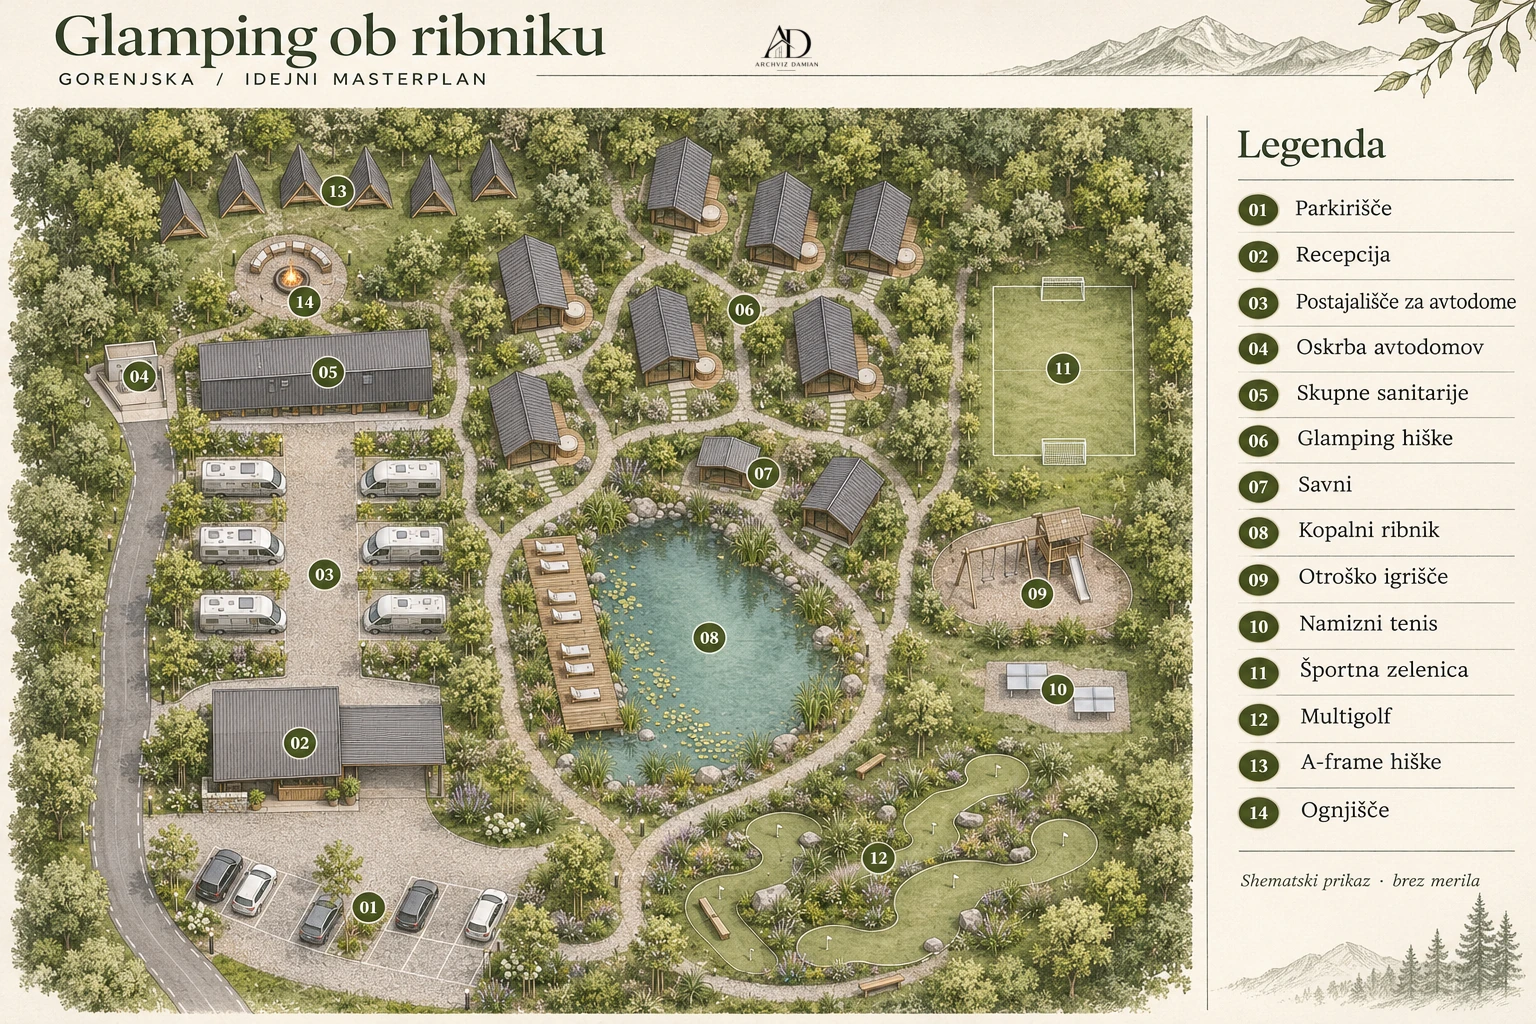 Glamping ob ribniku
GORENJSKA / IDEJNI MASTERPLAN
AD
ARCHVIZ DAMIAN
13
14
04
05
06
11
07
03
08
09
10
02
12
01
Legenda
01 Parkirišče
02 Recepcija
03 Postajališče za avtodome
04 Oskrba avtodomov
05 Skupne sanitarije
06 Glamping hiške
07 Savni
08 Kopalni ribnik
09 Otroško igrišče
10 Namizni tenis
11 Športna zelenica
12 Multigolf
13 A-frame hiške
14 Ognjišče
Shematski prikaz · brez merila